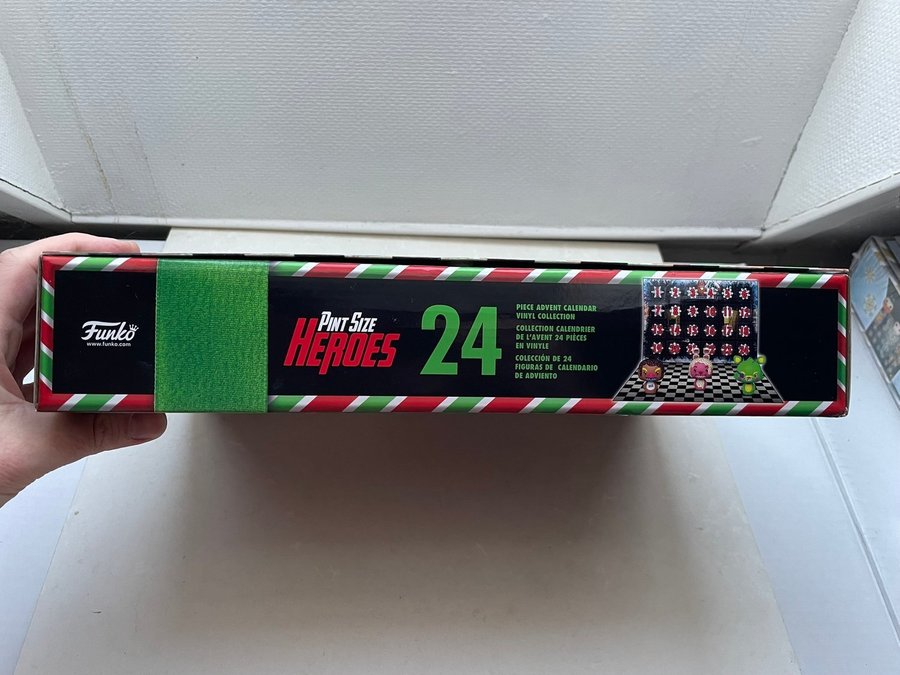 Funko
www.funko.com
PINT SIZE
HEROES
24
PIECE ADVENT CALENDAR
VINYL COLLECTION
COLLECTION CALENDRIER
DE L'AVENT 24 PIÈCES
EN VINYLE
COLECCIÓN DE 24
FIGURAS DE CALENDARIO
DE ADVIENTO